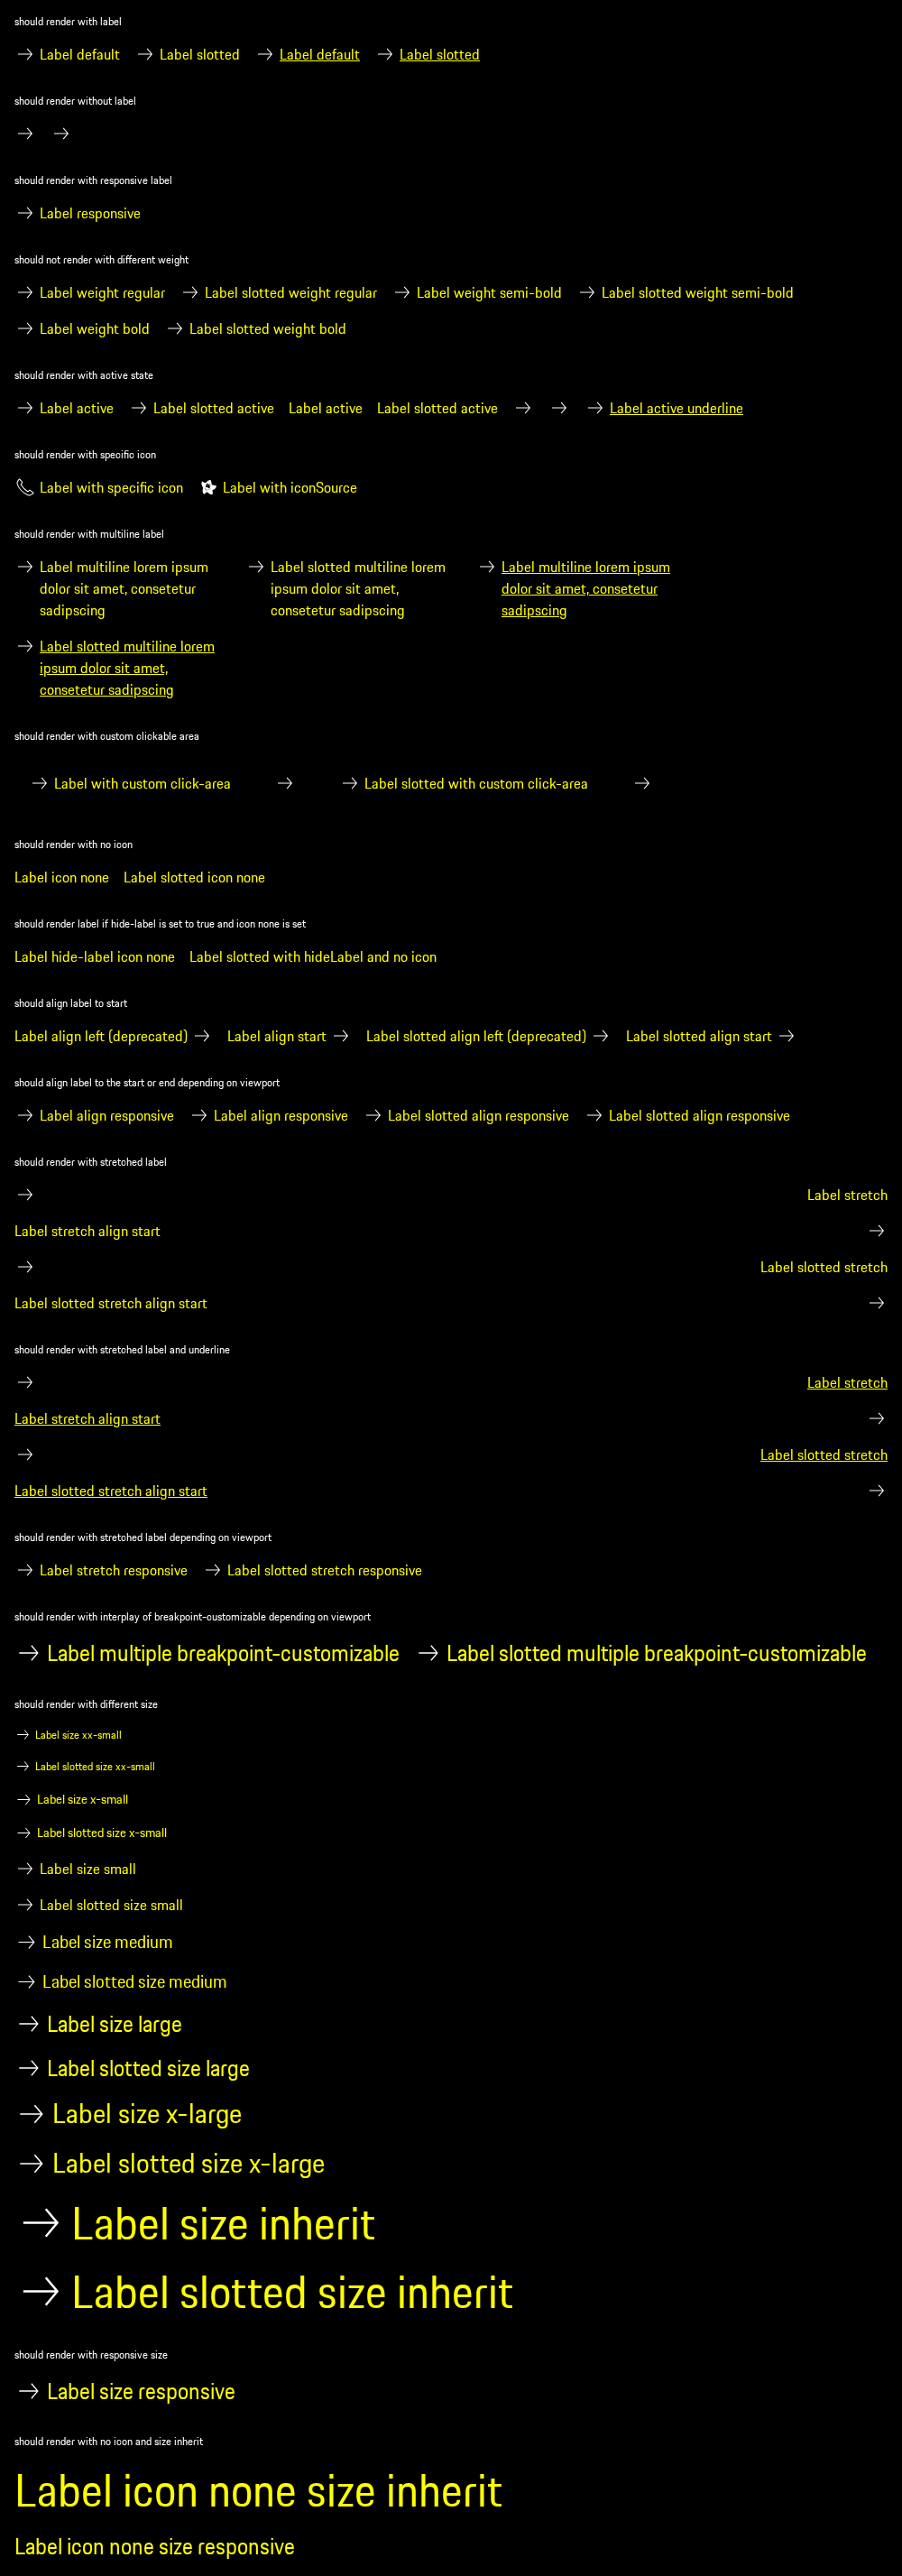 should render with label
Label default Label slotted Label default Label slotted
should render without label
should render with responsive label
Label responsive
should not render with different weight
Label weight regular Label slotted weight regular Label weight semi-bold Label slotted weight semi-bold
Label weight bold Label slotted weight bold
should render with active state
Label active Label slotted active Label active Label slotted active Label active underline
should render with specific icon
Label with specific icon Label with iconSource
should render with multiline label
Label multiline lorem ipsum Label slotted multiline lorem Label multiline lorem ipsum
dolor sit amet, consetetur ipsum dolor sit amet, dolor sit amet, consetetur
sadipscing consetetur sadipscing sadipscing
Label slotted multiline lorem
ipsum dolor sit amet,
consetetur sadipscing
should render with custom clickable area
Label with custom click-area Label slotted with custom click-area
should render with no icon
Label icon none Label slotted icon none
should render label if hide-label is set to true and icon none is set
Label hide-label icon none Label slotted with hideLabel and no icon
should align label to start
Label align left (deprecated) Label align start Label slotted align left (deprecated) Label slotted align start
should align label to the start or end depending on viewport
Label align responsive Label align responsive Label slotted align responsive Label slotted align responsive
should render with stretched label
Label stretch
Label stretch align start
Label slotted stretch
Label slotted stretch align start
should render with stretched label and underline
Label stretch
Label stretch align start
Label slotted stretch
Label slotted stretch align start
should render with stretched label depending on viewport
Label stretch responsive Label slotted stretch responsive
should render with interplay of breakpoint-customizable depending on viewport
Label multiple breakpoint-customizable Label slotted multiple breakpoint-customizable
should render with different size
Label size xx-small
Label slotted size xx-small
Label size x-small
Label slotted size x-small
Label size small
Label slotted size small
Label size medium
Label slotted size medium
Label size large
Label slotted size large
Label size x-large
Label slotted size x-large
Label size inherit
Label slotted size inherit
should render with responsive size
Label size responsive
should render with no icon and size inherit
Label icon none size inherit
Label icon none size responsive